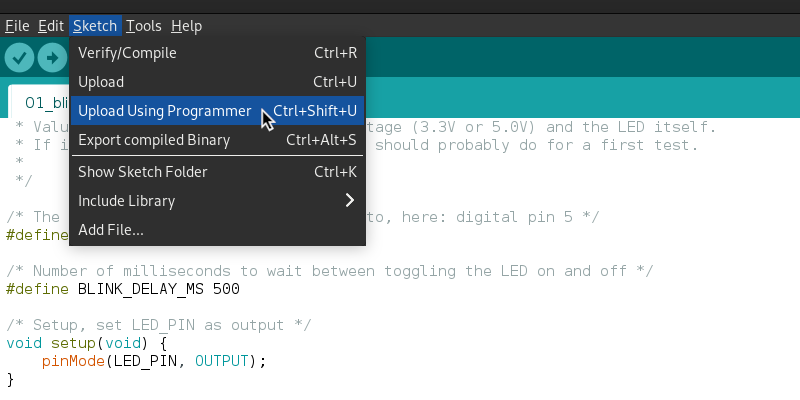 File Edit Sketch Tools Help
Verify/Compile Ctrl+R
Upload Ctrl+U
Upload Using Programmer Ctrl+Shift+U
Export compiled Binary Ctrl+Alt+S
Show Sketch Folder Ctrl+K
Include Library
Add File...
01_bli
* Valu tage (3.3V or 5.0V) and the LED itself.
* If i should probably do for a first test.
*
*/
/* The to, here: digital pin 5 */
#define
/* Number of milliseconds to wait between toggling the LED on and off */
#define BLINK_DELAY_MS 500
/* Setup, set LED_PIN as output */
void setup(void) {
pinMode(LED_PIN, OUTPUT);
}